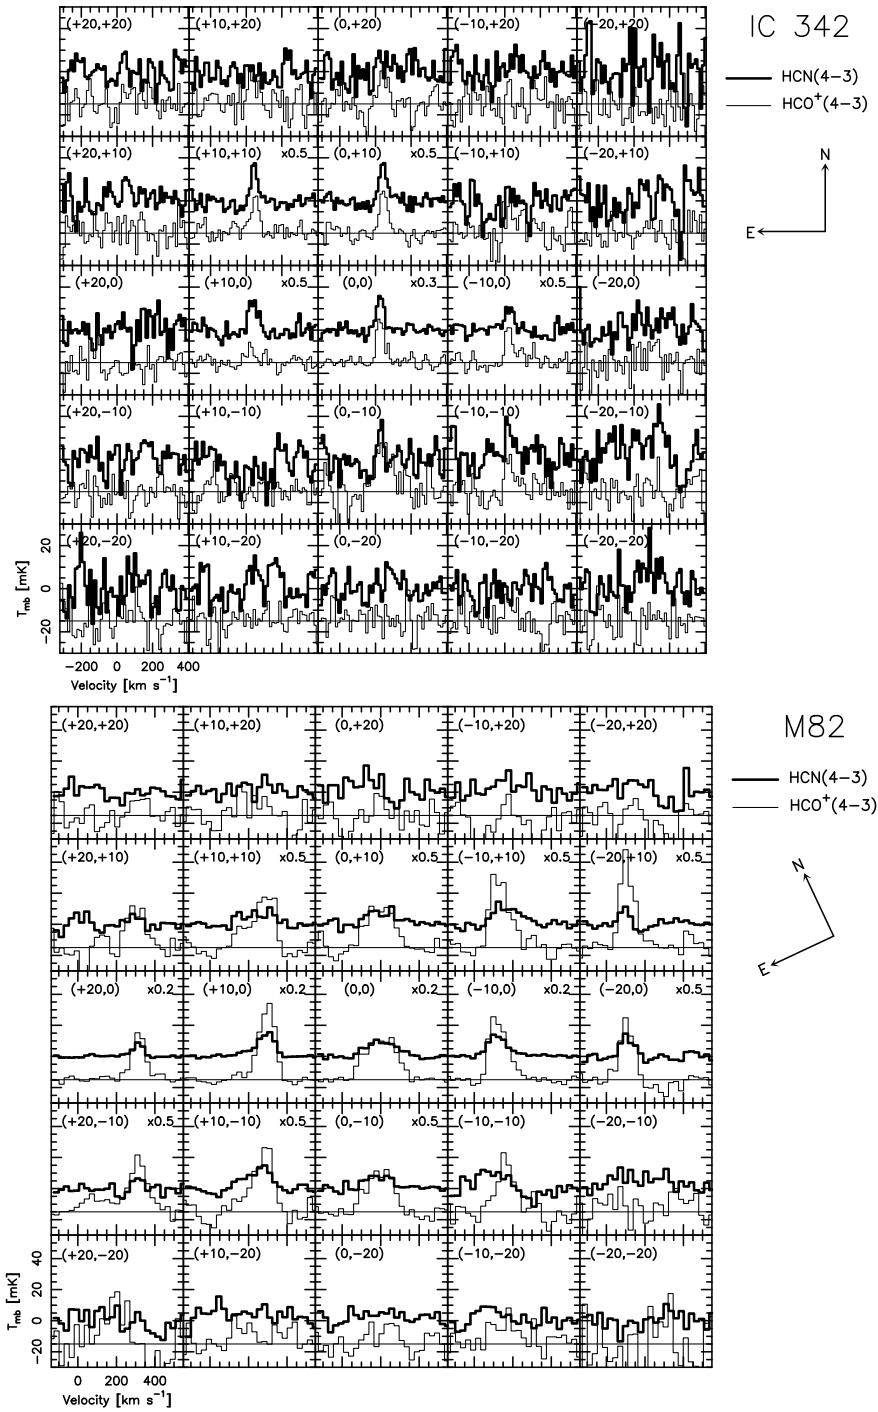 IC 342
HCN(4−3)
HCO+(4−3)
N
E
(+20,+20) (+10,+20) (0,+20) (−10,+20) (−20,+20)
(+20,+10) (+10,+10) x0.5 (0,+10) x0.5 (−10,+10) (−20,+10)
(+20,0) (+10,0) x0.5 (0,0) x0.3 (−10,0) x0.5 (−20,0)
(+20,−10) (+10,−10) (0,−10) (−10,−10) (−20,−10)
(+20,−20) (+10,−20) (0,−20) (−10,−20) (−20,−20)
20
0
−20
Tmb [mK]
−200 0 200 400
Velocity [km s−1]
M82
HCN(4−3)
HCO+(4−3)
N
E
(+20,+20) (+10,+20) (0,+20) (−10,+20) (−20,+20)
(+20,+10) (+10,+10) x0.5 (0,+10) x0.5 (−10,+10) x0.5 (−20,+10) x0.5
(+20,0) x0.2 (+10,0) x0.2 (0,0) x0.2 (−10,0) x0.2 (−20,0) x0.5
(+20,−10) x0.5 (+10,−10) x0.5 (0,−10) x0.5 (−10,−10) (−20,−10)
(+20,−20) (+10,−20) (0,−20) (−10,−20) (−20,−20)
40
20
0
−20
Tmb [mK]
0 200 400
Velocity [km s−1]